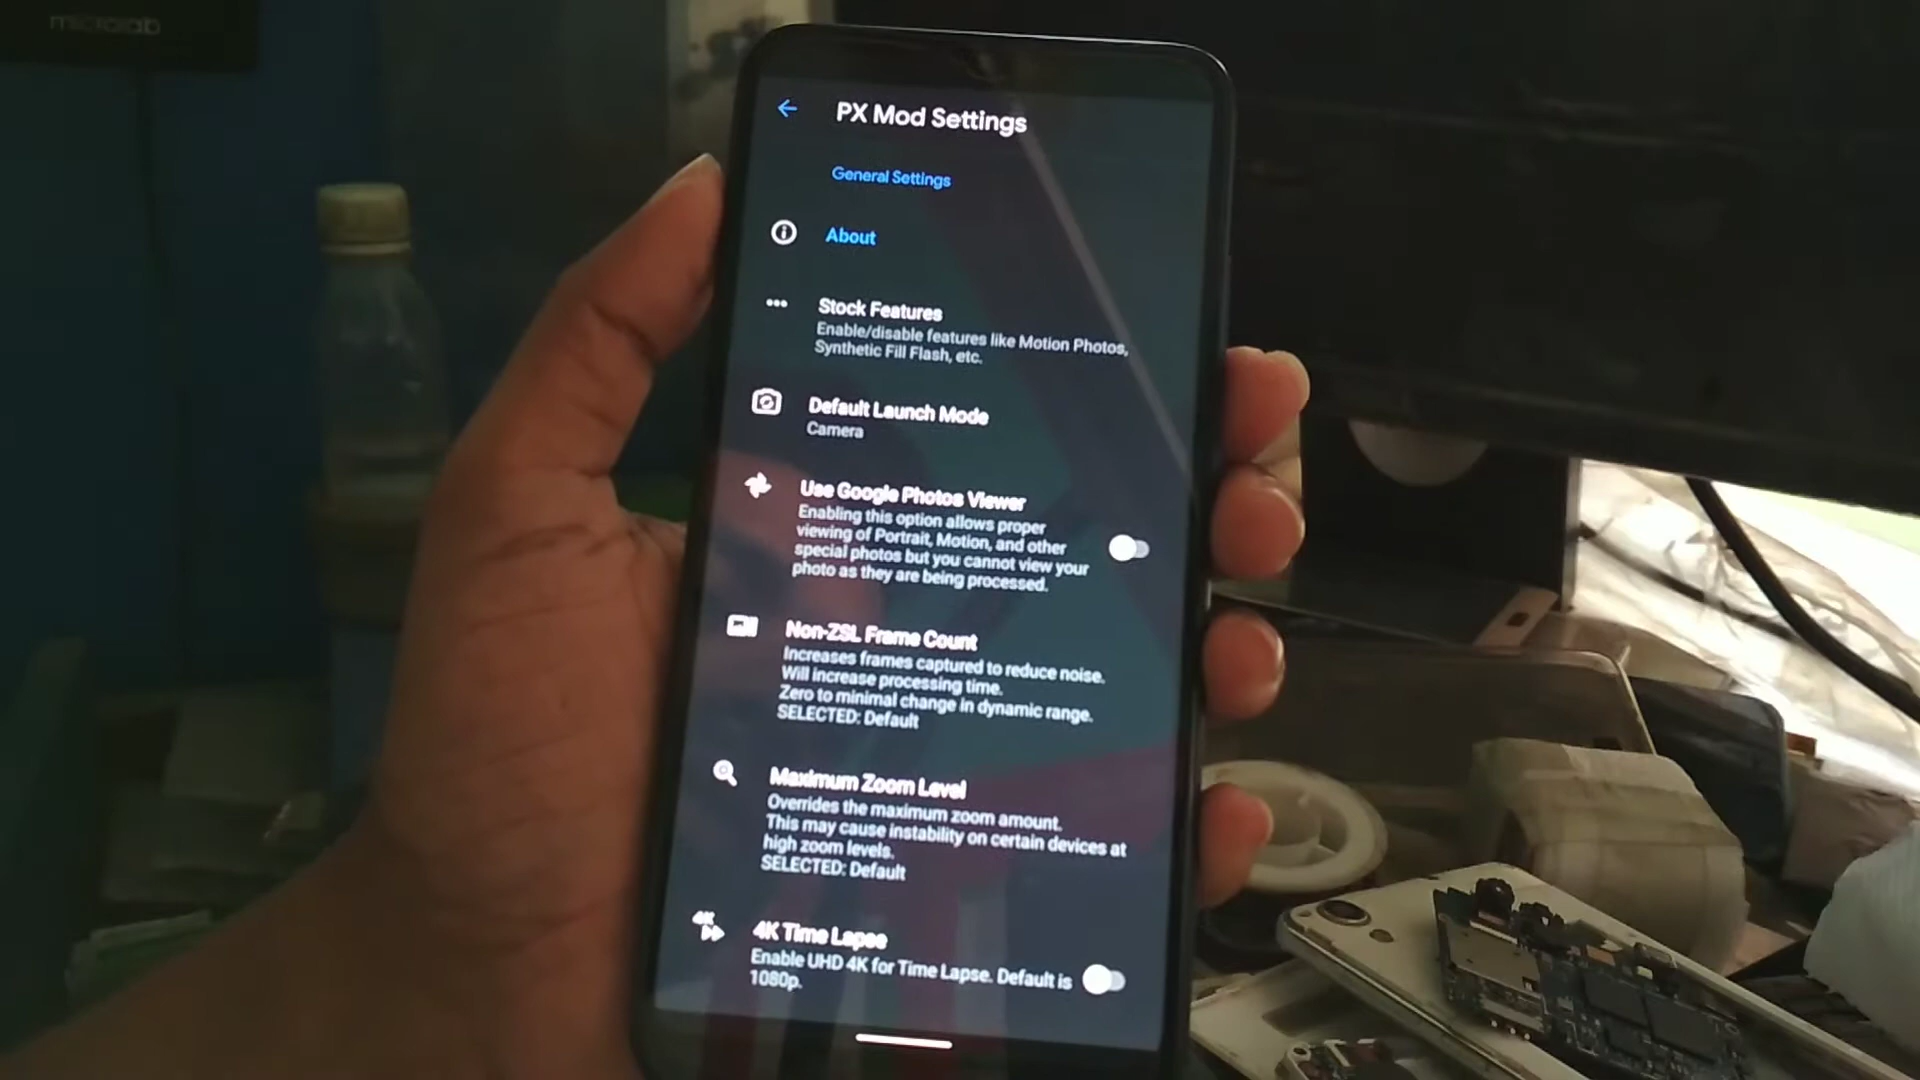 microlab
PX Mod Settings
General Settings
About
Stock Features
Enable/disable features like Motion Photos,
Synthetic Fill Flash, etc.
Default Launch Mode
Camera
Use Google Photos Viewer
Enabling this option allows proper
viewing of Portrait, Motion, and other
special photos but you cannot view your
photo as they are being processed.
Non-ZSL Frame Count
Increases frames captured to reduce noise.
Will increase processing time.
Zero to minimal change in dynamic range.
SELECTED: Default
Maximum Zoom Level
Overrides the maximum zoom amount.
This may cause instability on certain devices at
high zoom levels.
SELECTED: Default
4K
4K Time Lapse
Enable UHD 4K for Time Lapse. Default is
1080p.